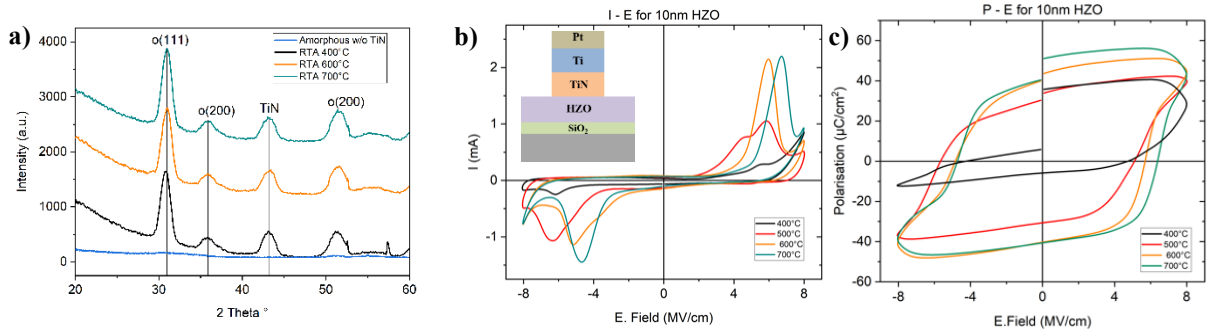 a)
4000
3000
2000
1000
0
Intensity (a.u.)
20
30
40
50
60
2 Theta °
o(111)
o(200)
TiN
o(200)
Amorphous w/o TiN
RTA 400°C
RTA 600°C
RTA 700°C
b)
I - E for 10nm HZO
2
1
0
1
I (mA)
-8
-4
0
4
8
E. Field (MV/cm)
Pt
Ti
TiN
HZO
SiO₂
400°C
500°C
600°C
700°C
c)
P - E for 10nm HZO
60
40
20
0
-20
-40
-60
Polarisation (µC/cm²)
-8
-4
0
4
8
E.Field (MV/cm)
400°C
500°C
600°C
700°C